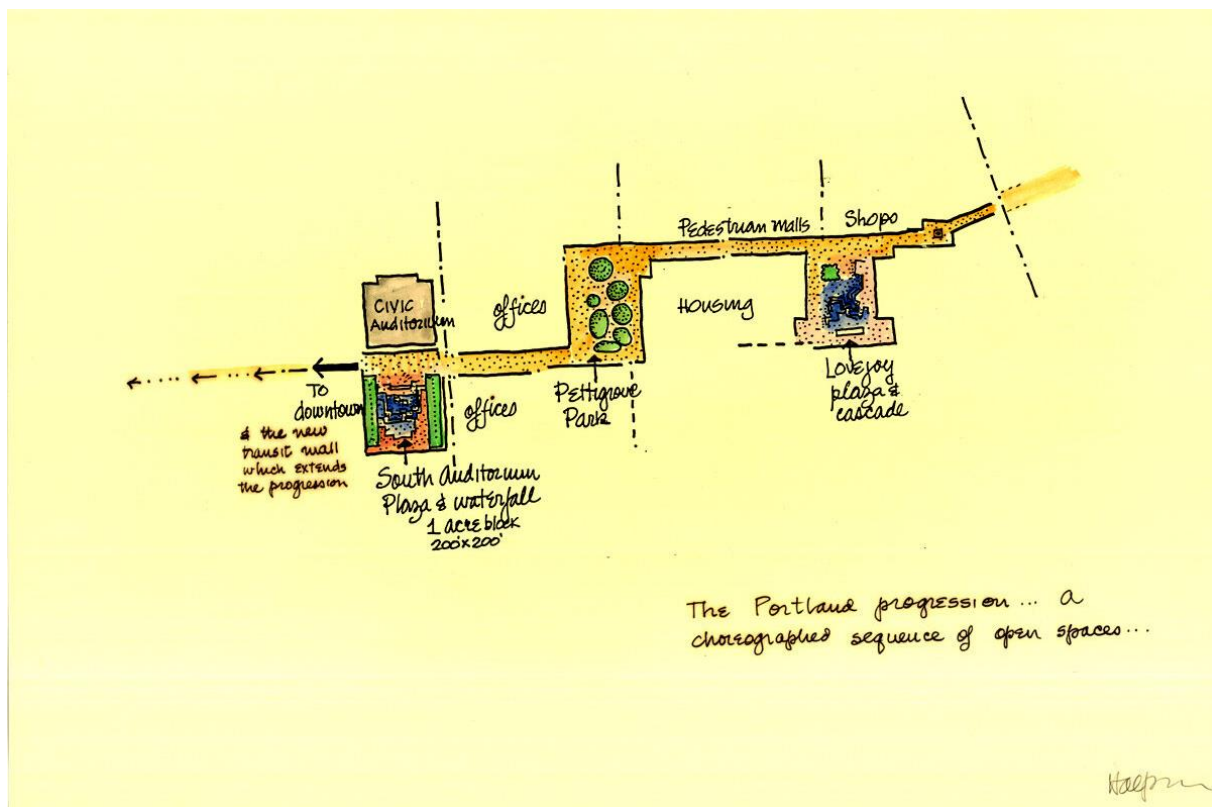 Pedestrian malls
Shops
CIVIC
Auditorium
offices
HOUSING
To
downtown
& the new
transit mall
which extends
the progression
offices
Pettigrove
Park
Lovejoy
plaza &
cascade
South Auditorium
Plaza & waterfall
1 acre block
200'x200'
The Portland progression... a
choreographed sequence of open spaces...